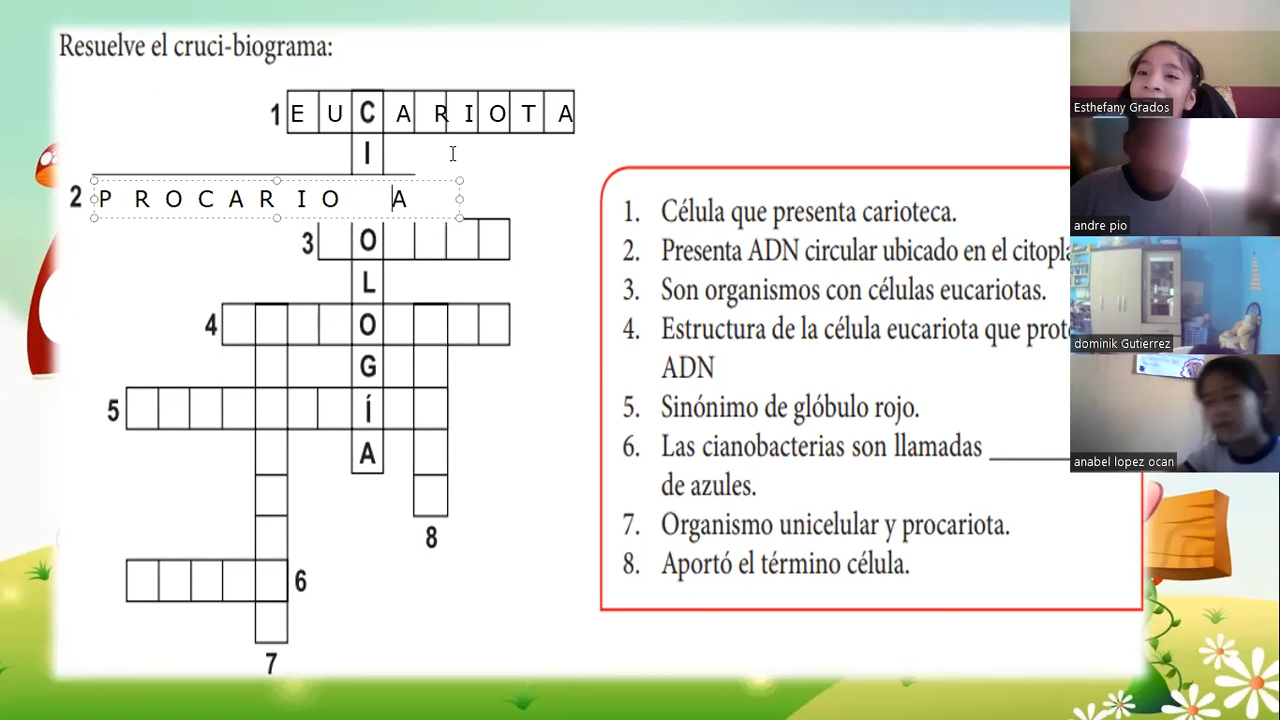 Resuelve el cruci-biograma:
1 E U C A R I O T A
I
2 P R O C A R I O A
3 O
L
4 O
G
5 Í
A
8
6
7
1. Célula que presenta carioteca.
2. Presenta ADN circular ubicado en el
3. Son organismos con células eucariotas.
4. Estructura de la célula eucariota que
ADN
5. Sinónimo de glóbulo rojo.
6. Las cianobacterias son llamadas ______
de azules.
7. Organismo unicelular y procariota.
8. Aportó el término célula.
Esthefany Grados
andre pio
dominik Gutierrez
anabel lopez ocan